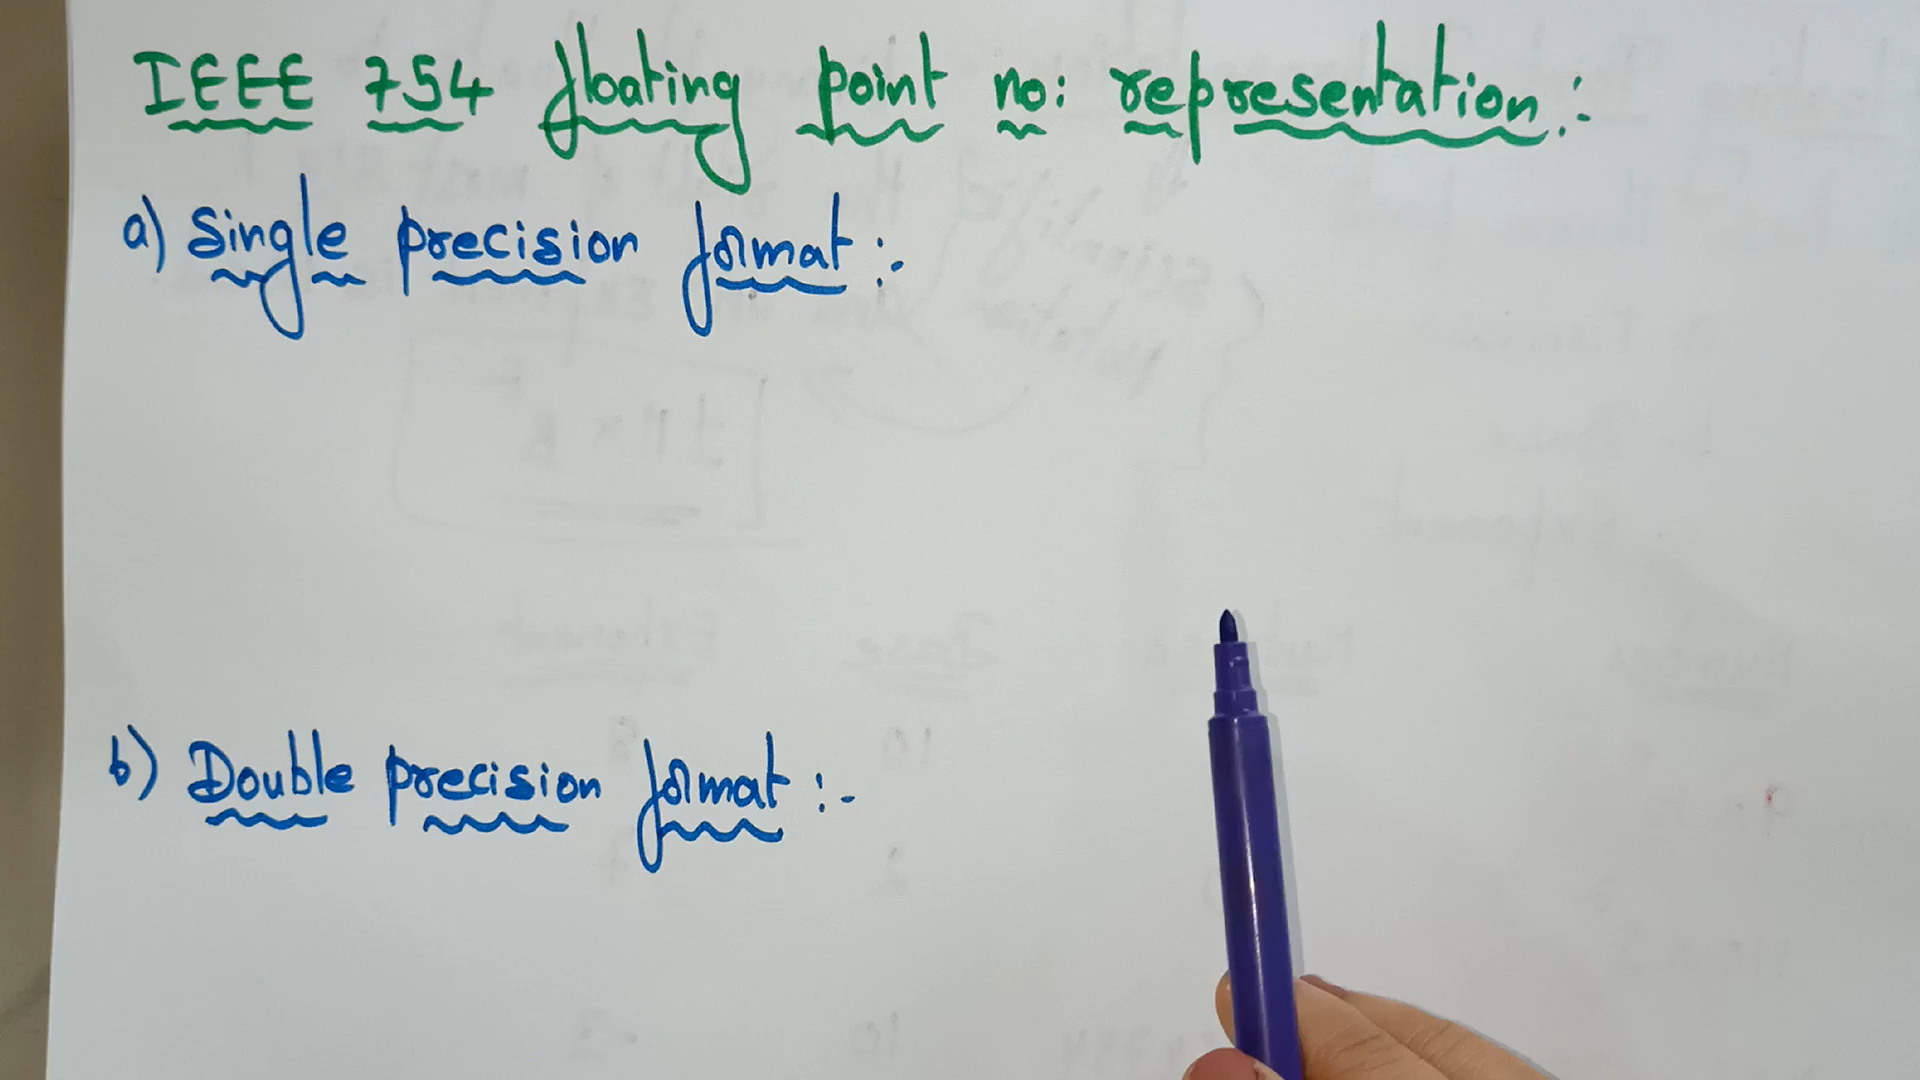 IEEE 754 floating point no: representation:-
a) Single precision format:-
b) Double precision format:-